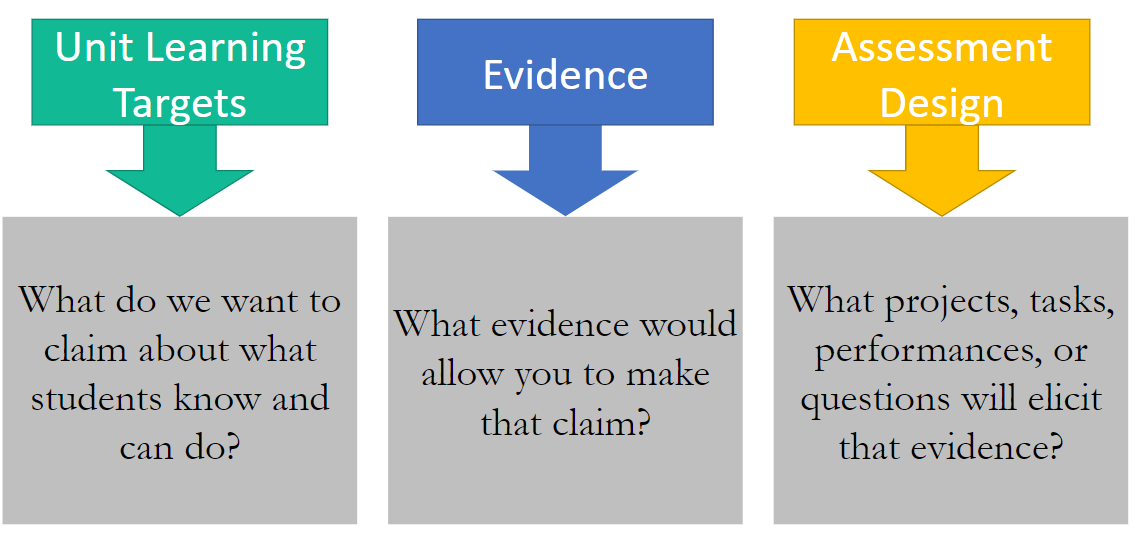 Unit Learning
Targets
What do we want to
claim about what
students know and
can do?
Evidence
What evidence would
allow you to make
that claim?
Assessment
Design
What projects, tasks,
performances, or
questions will elicit
that evidence?